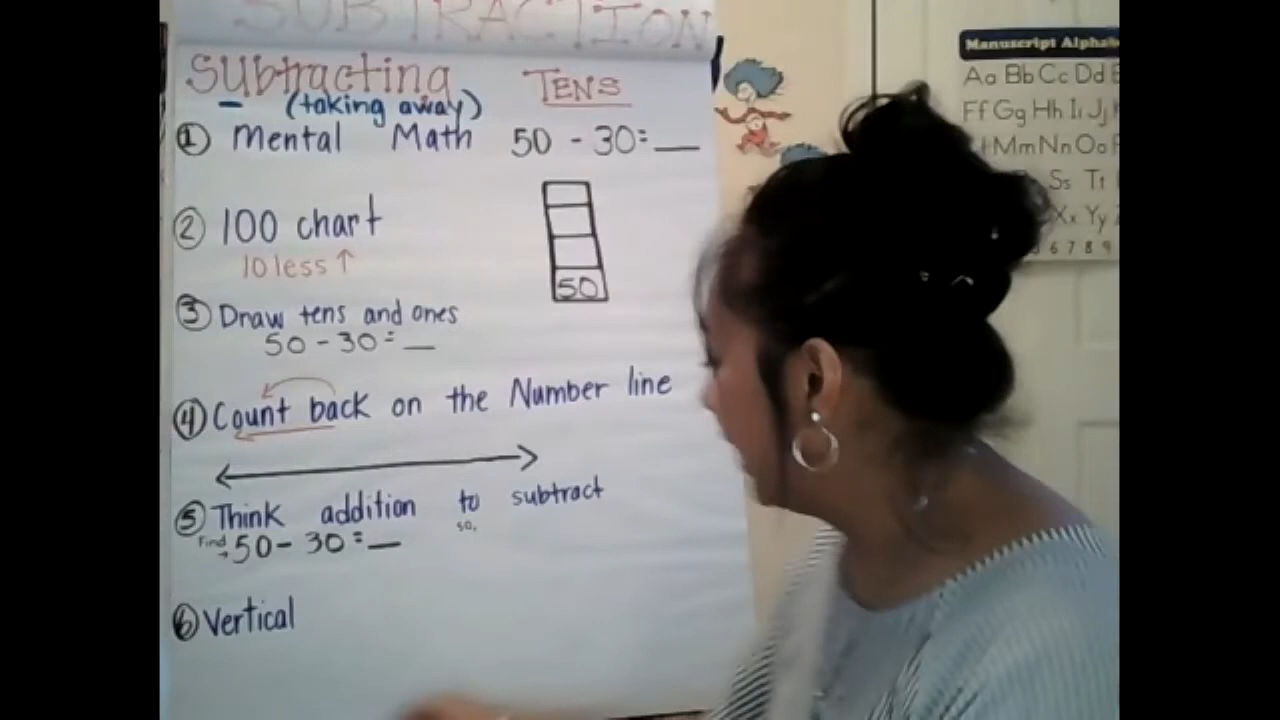 SUBTRACTION
Subtracting TENS
- (taking away)
① Mental Math 50 - 30 = __
② 100 chart
10 less ↑
50
③ Draw tens and ones
50 - 30 = __
④ Count back on the Number line
⑤ Think addition to subtract
so,
Find → 50 - 30 = __
⑥ Vertical
Manuscript Alphab
Aa Bb Cc Dd
Ff Gg Hh Ii Jj
Mm Nn Oo
Ss Tt
Xx Yy
6 7 8 9